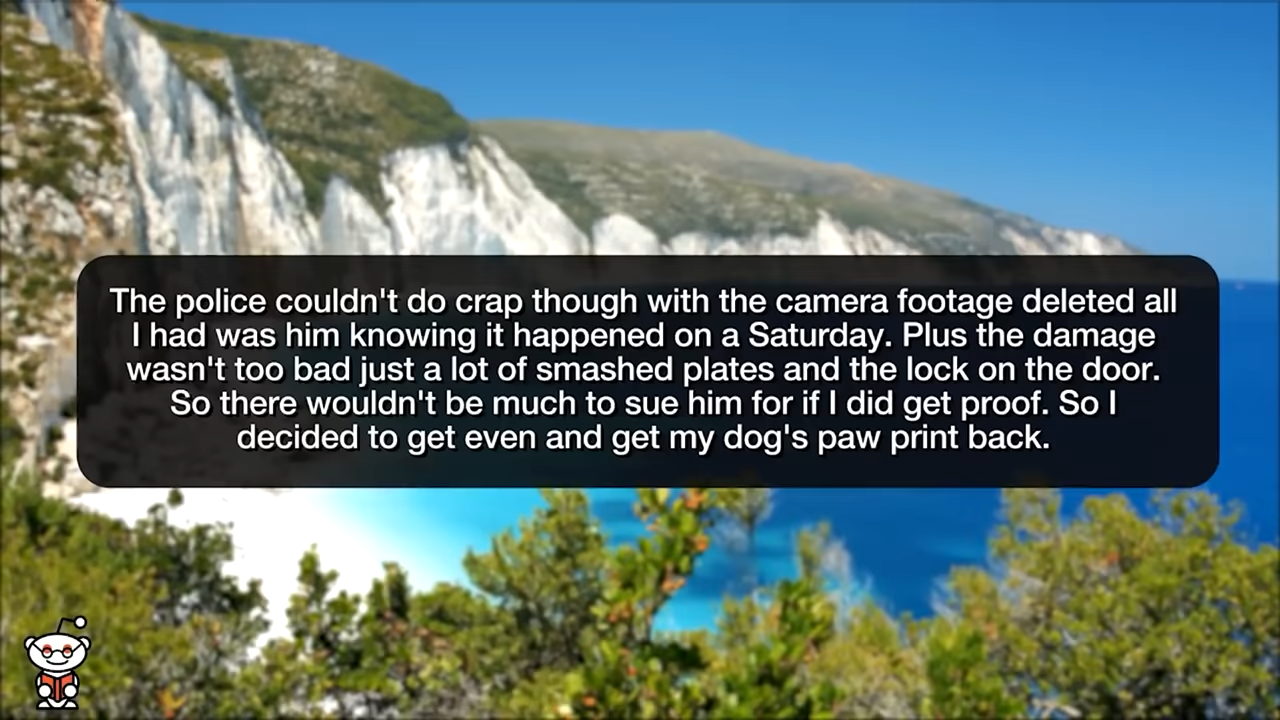 The police couldn't do crap though with the camera footage deleted all
I had was him knowing it happened on a Saturday. Plus the damage
wasn't too bad just a lot of smashed plates and the lock on the door.
So there wouldn't be much to sue him for if I did get proof. So I
decided to get even and get my dog's paw print back.